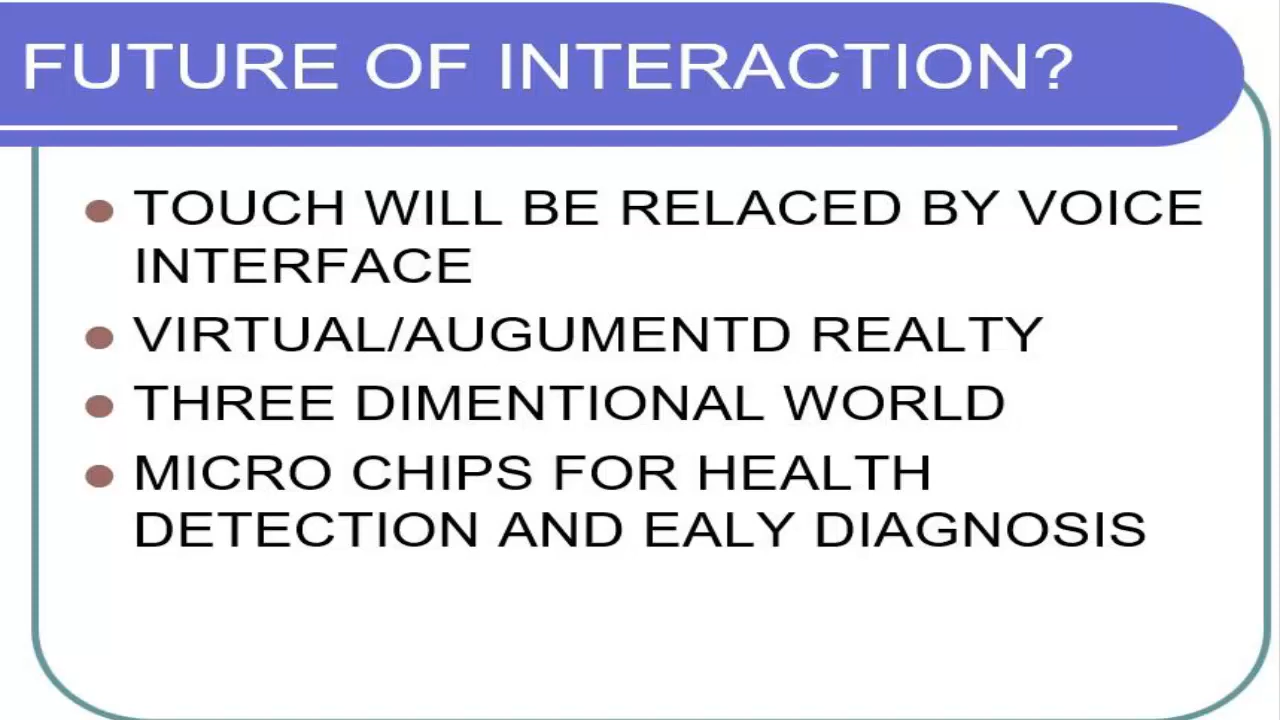 FUTURE OF INTERACTION?
TOUCH WILL BE RELACED BY VOICE
INTERFACE
VIRTUAL/AUGUMENTD REALTY
THREE DIMENTIONAL WORLD
MICRO CHIPS FOR HEALTH
DETECTION AND EALY DIAGNOSIS